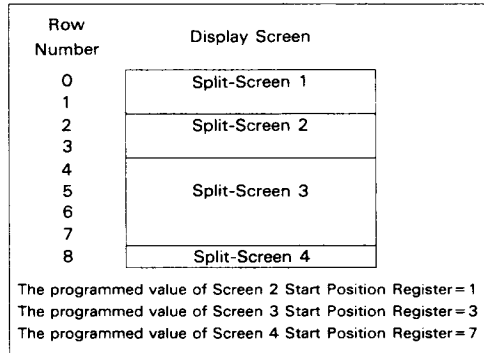 Row
Number
Display Screen
0 Split-Screen 1
1
2 Split-Screen 2
3
4
5 Split-Screen 3
6
7
8 Split-Screen 4
The programmed value of Screen 2 Start Position Register=1
The programmed value of Screen 3 Start Position Register=3
The programmed value of Screen 4 Start Position Register=7